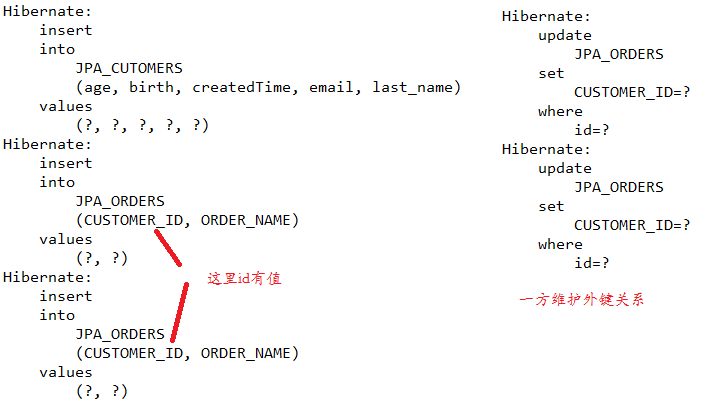 Hibernate:
insert
into
JPA_CUTOMERS
(age, birth, createdTime, email, last_name)
values
(?, ?, ?, ?, ?)
Hibernate:
insert
into
JPA_ORDERS
(CUSTOMER_ID, ORDER_NAME)
values
(?, ?)
Hibernate:
insert
into
JPA_ORDERS
(CUSTOMER_ID, ORDER_NAME)
values
(?, ?)
这里id有值
Hibernate:
update
JPA_ORDERS
set
CUSTOMER_ID=?
where
id=?
Hibernate:
update
JPA_ORDERS
set
CUSTOMER_ID=?
where
id=?
一方维护外键关系